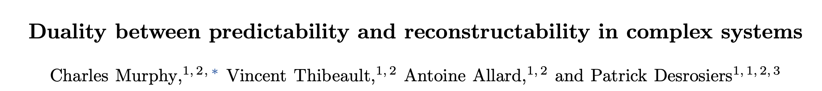 Duality between predictability and reconstructability in complex systems
Charles Murphy,1, 2, * Vincent Thibeault,1, 2 Antoine Allard,1, 2 and Patrick Desrosiers1, 1, 2, 3